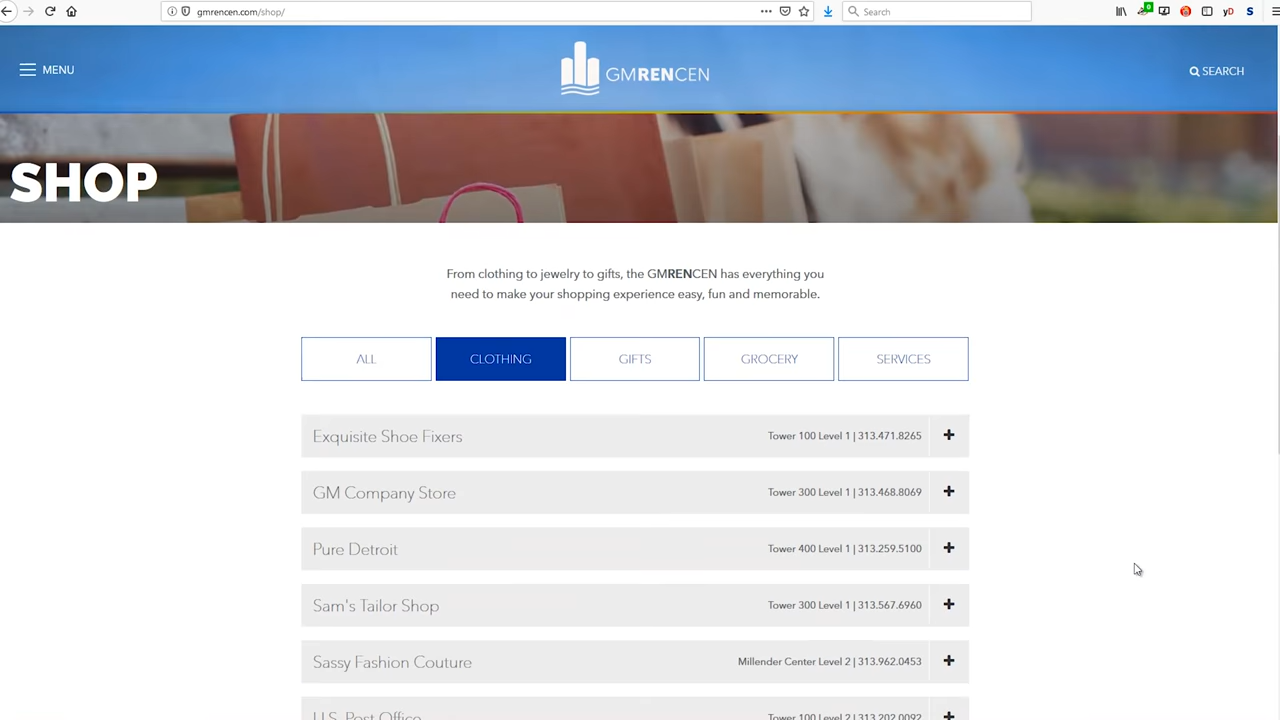 gmrencen.com/shop/
Search
0
yD
S
MENU
GMRENCEN
SEARCH
SHOP
From clothing to jewelry to gifts, the GMRENCEN has everything you
need to make your shopping experience easy, fun and memorable.
ALL
CLOTHING
GIFTS
GROCERY
SERVICES
Exquisite Shoe Fixers Tower 100 Level 1 | 313.471.8265
GM Company Store Tower 300 Level 1 | 313.468.8069
Pure Detroit Tower 400 Level 1 | 313.259.5100
Sam's Tailor Shop Tower 300 Level 1 | 313.567.6960
Sassy Fashion Couture Millender Center Level 2 | 313.962.0453
U.S. Post Office Tower 100 Level 2 | 313.202.0092